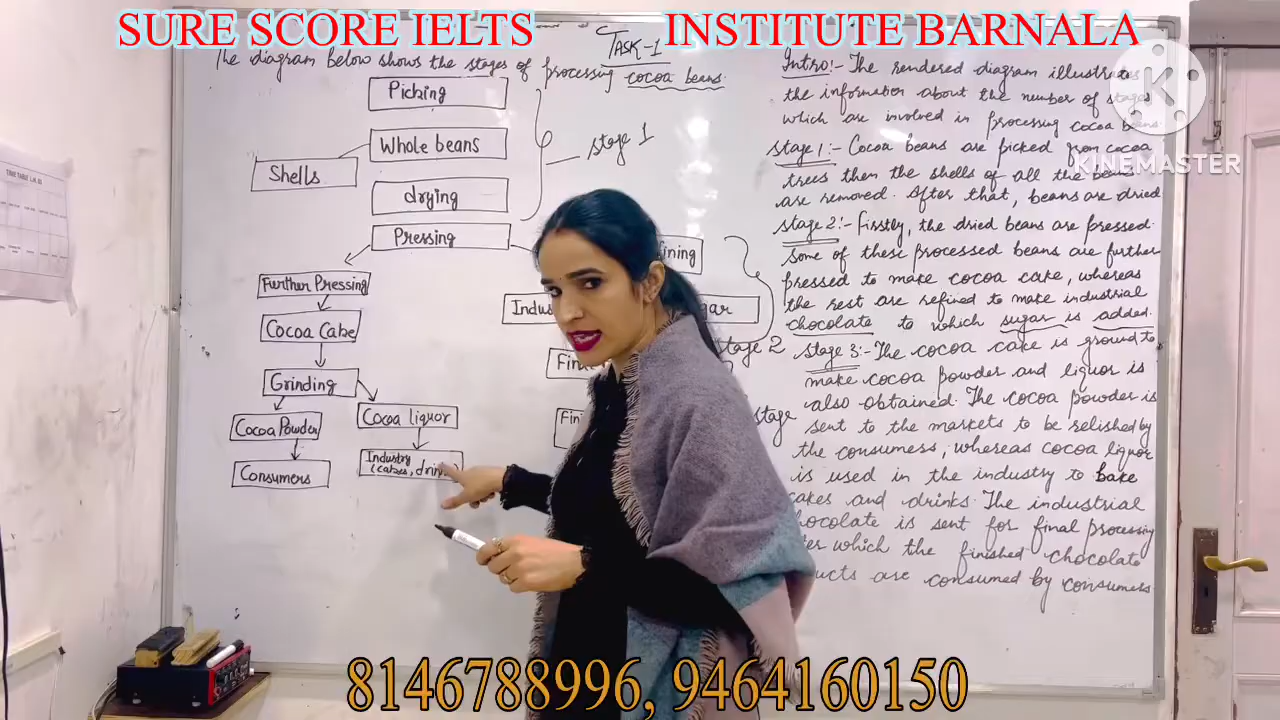 SURE SCORE IELTS INSTITUTE BARNALA
TASK-1
The diagram below shows the stages of processing cocoa beans.
Picking
Whole beans
Shells
drying
stage 1
Pressing
Further Pressing
Cocoa Cake
Grinding
Cocoa Powder
Cocoa liquor
Consumers
Industry
(cakes,
stage 2
stage
Intro:- The rendered diagram illustrates
the information about the number of stages
which are involved in processing cocoa beans.
stage 1:- Cocoa beans are picked from cocoa
trees then the shells of all the beans
are removed. After that, beans are dried
stage 2:- Firstly, the dried beans are pressed.
some of these processed beans are further
pressed to make cocoa cake, whereas
the rest are refined to make industrial
chocolate to which sugar is added.
stage 3:- The cocoa cake is ground to
make cocoa powder and liquor is
also obtained. The cocoa powder is
sent to the markets to be relished by
the consumess, whereas cocoa liquor
is used in the industry to bake
cakes and drinks. The industrial
chocolate is sent for final processing
which the finished chocolate
are consumed by consumers
KINEMASTER
TIME TABLE
8146788996, 9464160150